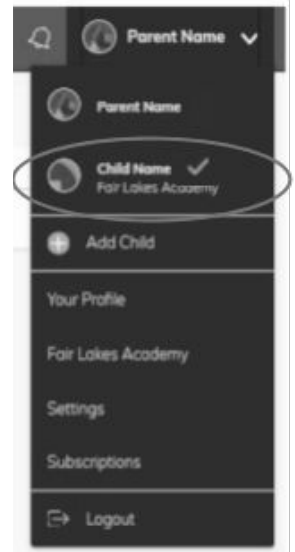 Parent Name
Parent Name
Child Name
Fair Lakes Academy
Add Child
Your Profile
Fair Lakes Academy
Settings
Subscriptions
Logout